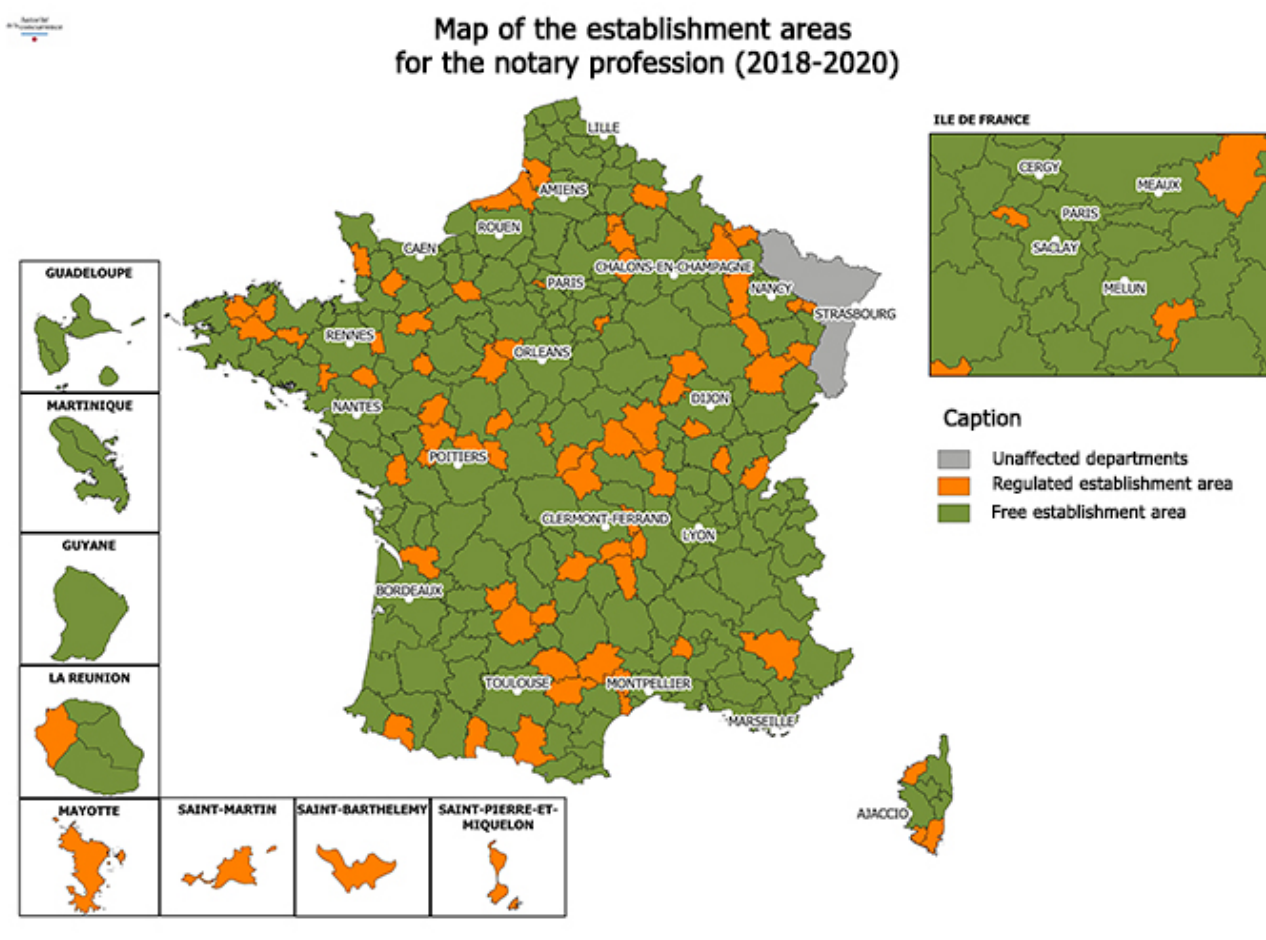 Map of the establishment areas
for the notary profession (2018-2020)
ILE DE FRANCE
CERGY
MEAUX
PARIS
SACLAY
MELUN
LILLE
AMIENS
ROUEN
CAEN
CHALONS-EN-CHAMPAGNE
PARIS
NANCY
STRASBOURG
RENNES
ORLEANS
DIJON
NANTES
POITIERS
CLERMONT-FERRAND
LYON
BORDEAUX
TOULOUSE
MONTPELLIER
MARSEILLE
AJACCIO
Caption
Unaffected departments
Regulated establishment area
Free establishment area
GUADELOUPE
MARTINIQUE
GUYANE
LA REUNION
MAYOTTE
SAINT-MARTIN
SAINT-BARTHELEMY
SAINT-PIERRE-ET-
MIQUELON